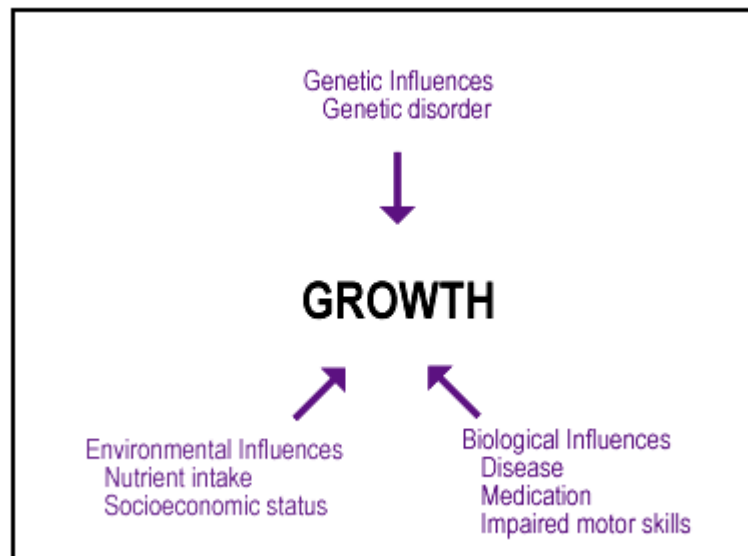 Genetic Influences
Genetic disorder
GROWTH
Environmental Influences
Nutrient intake
Socioeconomic status
Biological Influences
Disease
Medication
Impaired motor skills